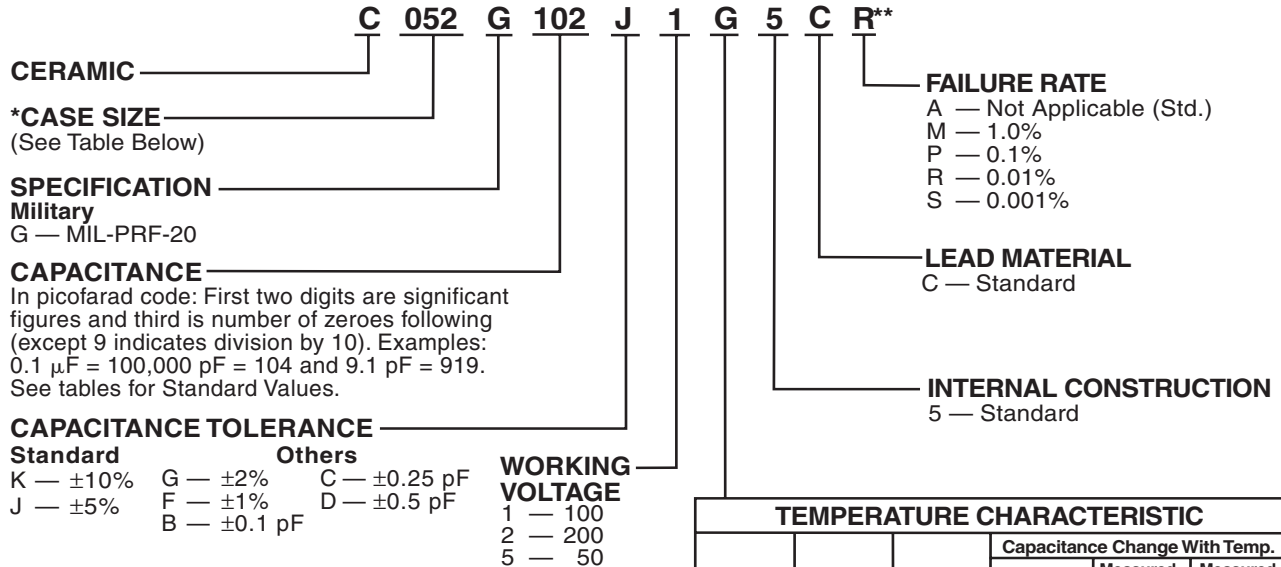 C 052 G 102 J 1 G 5 C R**
CERAMIC
*CASE SIZE
(See Table Below)
SPECIFICATION
Military
G — MIL-PRF-20
CAPACITANCE
In picofarad code: First two digits are significant
figures and third is number of zeroes following
(except 9 indicates division by 10). Examples:
0.1 μF = 100,000 pF = 104 and 9.1 pF = 919.
See tables for Standard Values.
CAPACITANCE TOLERANCE
Standard Others
K — ±10% G — ±2% C — ±0.25 pF
J — ±5% F — ±1% D — ±0.5 pF
B — ±0.1 pF
WORKING
VOLTAGE
1 — 100
2 — 200
5 — 50
FAILURE RATE
A — Not Applicable (Std.)
M — 1.0%
P — 0.1%
R — 0.01%
S — 0.001%
LEAD MATERIAL
C — Standard
INTERNAL CONSTRUCTION
5 — Standard
TEMPERATURE CHARACTERISTIC
Capacitance Change With Temp.
Measured Measured